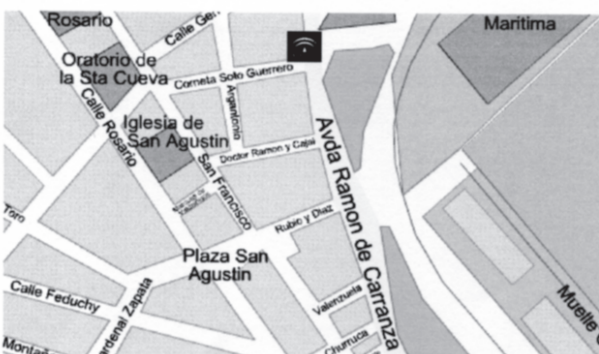 Rosario
Calle Gen
Maritima
Oratorio de
la Sta Cueva
Corneta Soto Guerrero
Calle Rosario
Argantonio
Iglesia de
San Agustin
Avda Ramon de Carranza
Doctor Ramon y Cajal
San Francisco
Toro
Rubio y Diaz
Plaza San
Agustin
Calle Feduchy
Cardenal Zapata
Valenzuela
Muelle
Montañ
Churruca